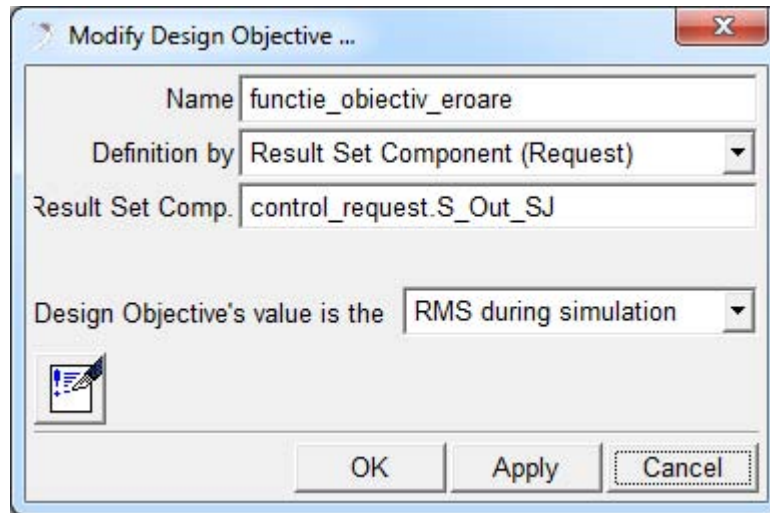 Modify Design Objective ...
Name functie_obiectiv_eroare
Definition by Result Set Component (Request)
Result Set Comp. control_request.S_Out_SJ
Design Objective's value is the RMS during simulation
OK Apply Cancel